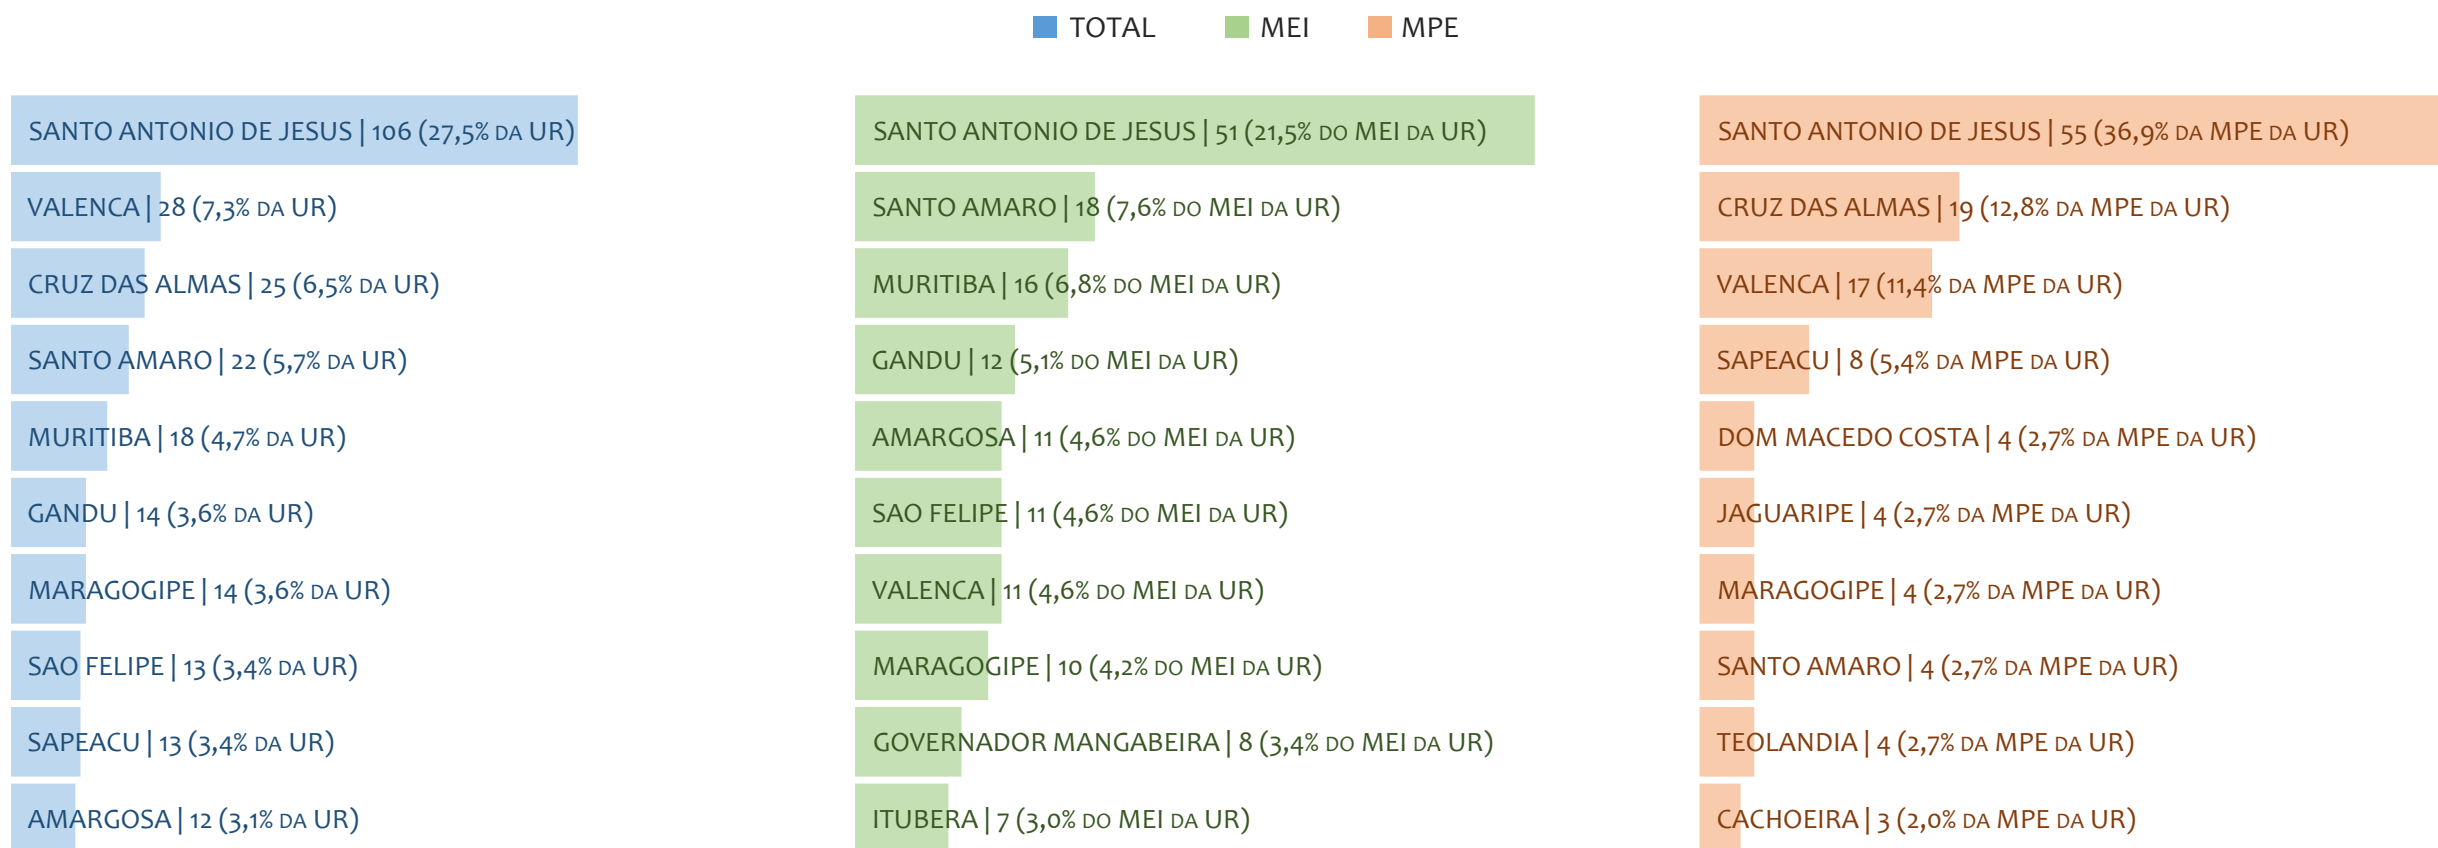 TOTAL MEI MPE
SANTO ANTONIO DE JESUS | 106 (27,5% DA UR)
VALENCA | 28 (7,3% DA UR)
CRUZ DAS ALMAS | 25 (6,5% DA UR)
SANTO AMARO | 22 (5,7% DA UR)
MURITIBA | 18 (4,7% DA UR)
GANDU | 14 (3,6% DA UR)
MARAGOGIPE | 14 (3,6% DA UR)
SAO FELIPE | 13 (3,4% DA UR)
SAPEACU | 13 (3,4% DA UR)
AMARGOSA | 12 (3,1% DA UR)
SANTO ANTONIO DE JESUS | 51 (21,5% DO MEI DA UR)
SANTO AMARO | 18 (7,6% DO MEI DA UR)
MURITIBA | 16 (6,8% DO MEI DA UR)
GANDU | 12 (5,1% DO MEI DA UR)
AMARGOSA | 11 (4,6% DO MEI DA UR)
SAO FELIPE | 11 (4,6% DO MEI DA UR)
VALENCA | 11 (4,6% DO MEI DA UR)
MARAGOGIPE | 10 (4,2% DO MEI DA UR)
GOVERNADOR MANGABEIRA | 8 (3,4% DO MEI DA UR)
ITUBERA | 7 (3,0% DO MEI DA UR)
SANTO ANTONIO DE JESUS | 55 (36,9% DA MPE DA UR)
CRUZ DAS ALMAS | 19 (12,8% DA MPE DA UR)
VALENCA | 17 (11,4% DA MPE DA UR)
SAPEACU | 8 (5,4% DA MPE DA UR)
DOM MACEDO COSTA | 4 (2,7% DA MPE DA UR)
JAGUARIPE | 4 (2,7% DA MPE DA UR)
MARAGOGIPE | 4 (2,7% DA MPE DA UR)
SANTO AMARO | 4 (2,7% DA MPE DA UR)
TEOLANDIA | 4 (2,7% DA MPE DA UR)
CACHOEIRA | 3 (2,0% DA MPE DA UR)